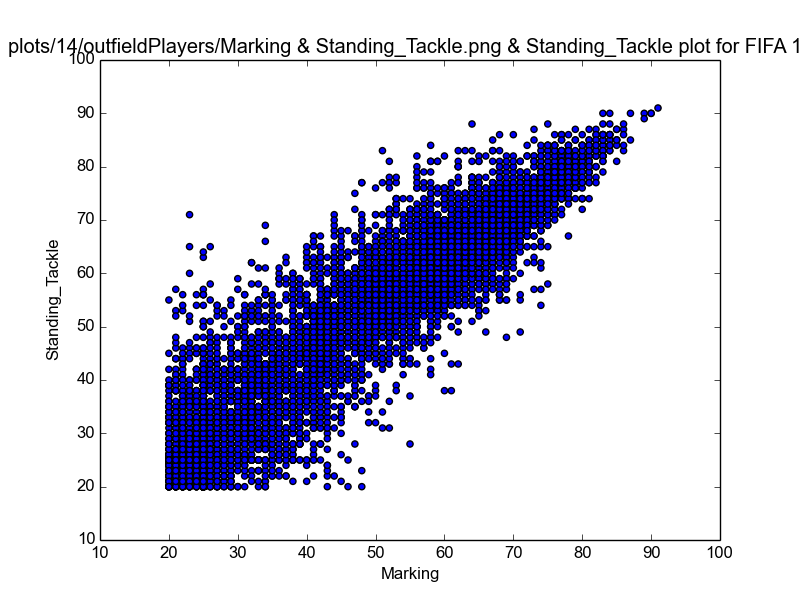 plots/14/outfieldPlayers/Marking & Standing_Tackle.png & Standing_Tackle plot for FIFA 1
100
90
80
70
60
50
40
30
20
10
Standing_Tackle
10 20 30 40 50 60 70 80 90 100
Marking